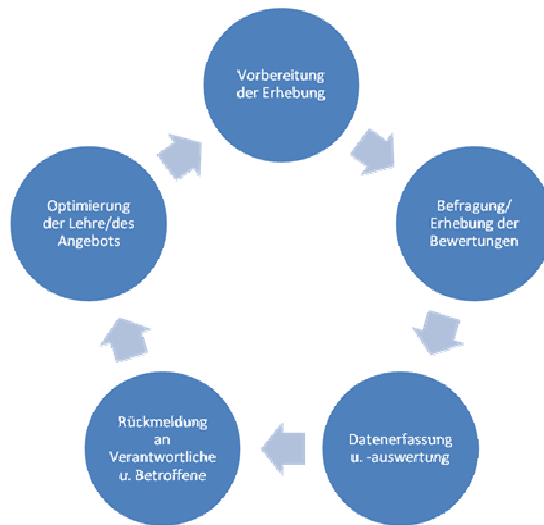 Vorbereitung
der Erhebung
Befragung/
Erhebung der
Bewertungen
Datenerfassung
u. -auswertung
Rückmeldung
an
Verantwortliche
u. Betroffene
Optimierung
der Lehre/des
Angebots